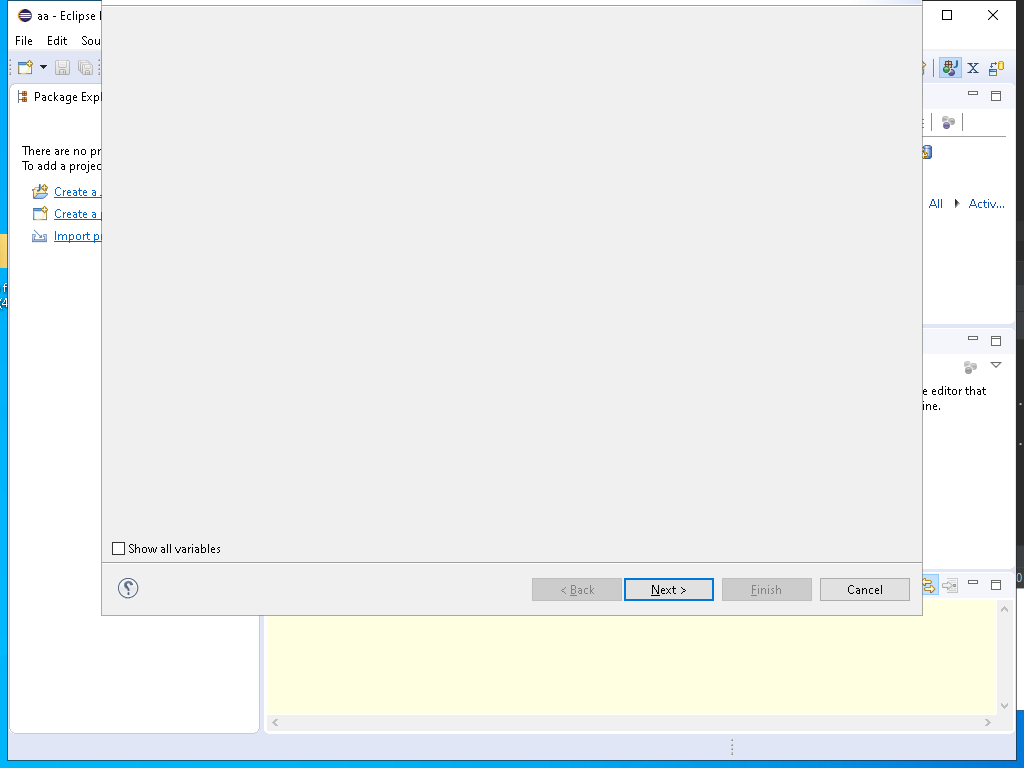 aa - Eclipse
File Edit Sou
Package Expl
There are no pr
To add a projec
Create a
Create a
Import pr
All Activ...
e editor that
ine.
Show all variables
< Back Next > Finish Cancel